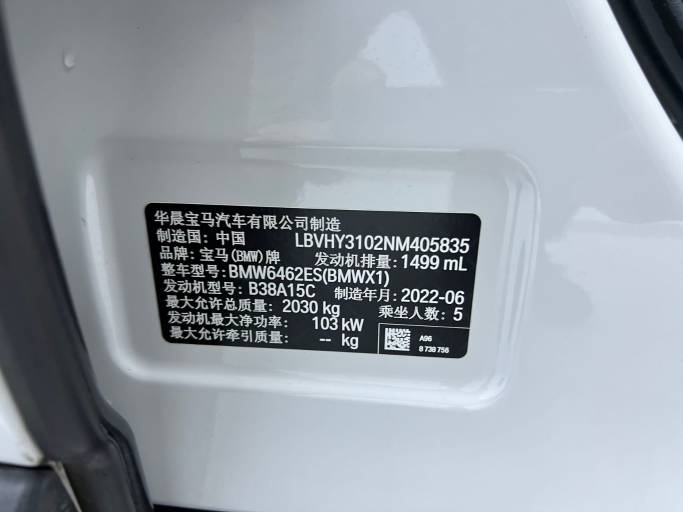 华晨宝马汽车有限公司制造
制造国: 中国 LBVHY3102NM405835
品牌: 宝马(BMW)牌 发动机排量: 1499 mL
整车型号: BMW6462ES(BMWX1)
发动机型号: B38A15C 制造年月: 2022-06
最大允许总质量: 2030 kg 乘坐人数: 5
发动机最大净功率: 103 kW
最大允许牵引质量: -- kg
A96
8 738 756